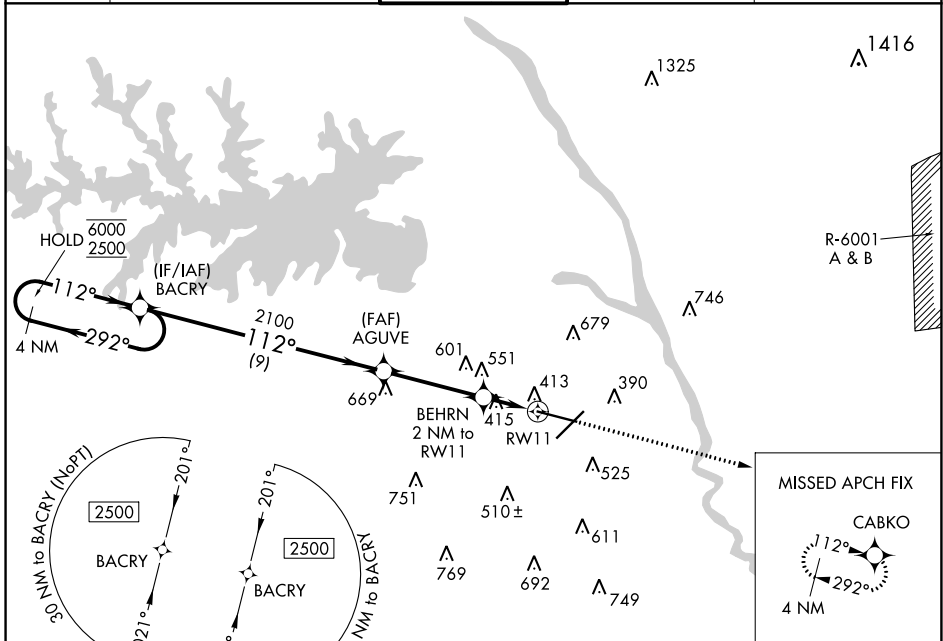 1416
1325
R-6001
A & B
HOLD 6000
2500
(IF/IAF)
BACRY
112°
292°
4 NM
2100
112°
(9)
(FAF)
AGUVE
746
679
601
551
413
390
669
415
BEHRN
2 NM to
RW11
RW11
525
751
510±
611
769
692
749
30 NM to BACRY (NoPT)
2500
201°
BACRY
021°
201°
2500
BACRY
NM to BACRY
MISSED APCH FIX
CABKO
112°
292°
4 NM